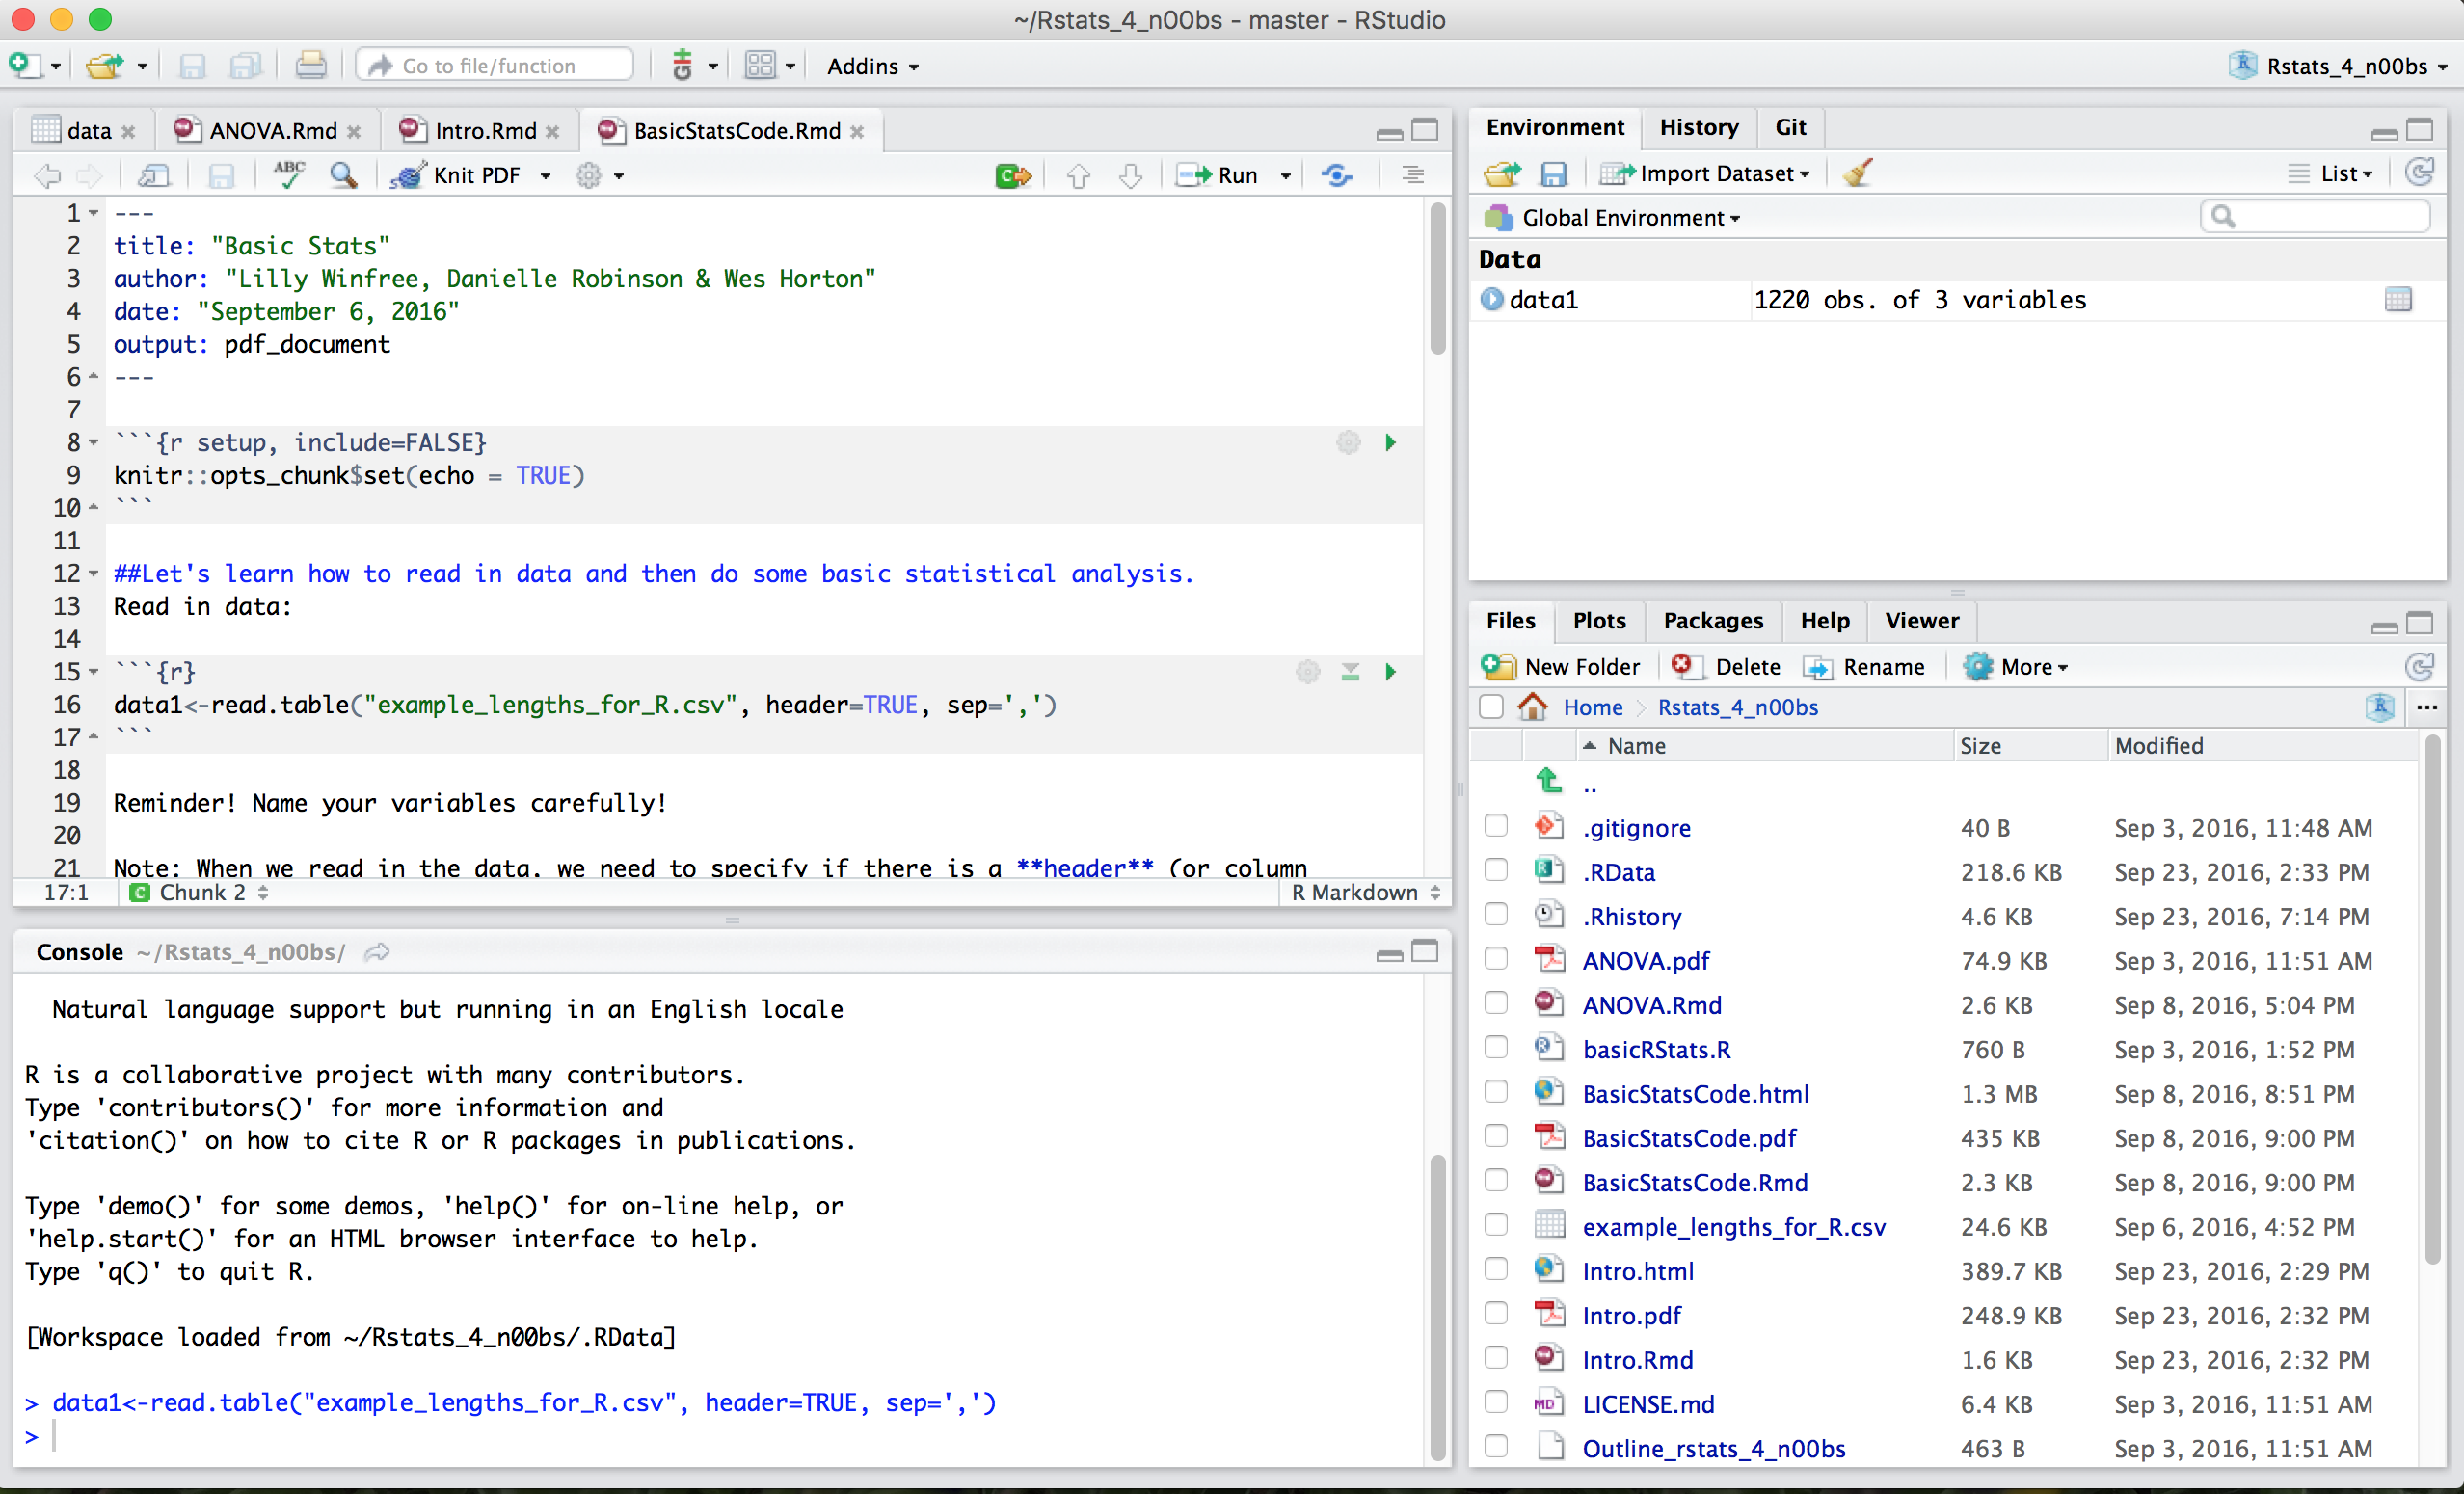 ~/Rstats_4_n00bs - master - RStudio
Go to file/function
Addins
Rstats_4_n00bs
data
ANOVA.Rmd
Intro.Rmd
BasicStatsCode.Rmd
ABC
Knit PDF
Run
1 ---
2 title: "Basic Stats"
3 author: "Lilly Winfree, Danielle Robinson & Wes Horton"
4 date: "September 6, 2016"
5 output: pdf_document
6 ---
7
8 ```{r setup, include=FALSE}
9 knitr::opts_chunk$set(echo = TRUE)
10 ```
11
12 ##Let's learn how to read in data and then do some basic statistical analysis.
13 Read in data:
14
15 ```{r}
16 data1<-read.table("example_lengths_for_R.csv", header=TRUE, sep=',')
17 ```
18
19 Reminder! Name your variables carefully!
20
21 Note: When we read in the data, we need to specify if there is a **header** (or column
17:1
C
Chunk 2
R Markdown
Console ~/Rstats_4_n00bs/
Natural language support but running in an English locale
R is a collaborative project with many contributors.
Type 'contributors()' for more information and
'citation()' on how to cite R or R packages in publications.
Type 'demo()' for some demos, 'help()' for on-line help, or
'help.start()' for an HTML browser interface to help.
Type 'q()' to quit R.
[Workspace loaded from ~/Rstats_4_n00bs/.RData]
> data1<-read.table("example_lengths_for_R.csv", header=TRUE, sep=',')
>
Environment History Git
Import Dataset
List
Global Environment
Data
data1 1220 obs. of 3 variables
Files Plots Packages Help Viewer
New Folder Delete Rename More
Home Rstats_4_n00bs ...
Name Size Modified
..
.gitignore 40 B Sep 3, 2016, 11:48 AM
.RData 218.6 KB Sep 23, 2016, 2:33 PM
.Rhistory 4.6 KB Sep 23, 2016, 7:14 PM
ANOVA.pdf 74.9 KB Sep 3, 2016, 11:51 AM
ANOVA.Rmd 2.6 KB Sep 8, 2016, 5:04 PM
basicRStats.R 760 B Sep 3, 2016, 1:52 PM
BasicStatsCode.html 1.3 MB Sep 8, 2016, 8:51 PM
BasicStatsCode.pdf 435 KB Sep 8, 2016, 9:00 PM
BasicStatsCode.Rmd 2.3 KB Sep 8, 2016, 9:00 PM
example_lengths_for_R.csv 24.6 KB Sep 6, 2016, 4:52 PM
Intro.html 389.7 KB Sep 23, 2016, 2:29 PM
Intro.pdf 248.9 KB Sep 23, 2016, 2:32 PM
Intro.Rmd 1.6 KB Sep 23, 2016, 2:32 PM
LICENSE.md 6.4 KB Sep 3, 2016, 11:51 AM
Outline_rstats_4_n00bs 463 B Sep 3, 2016, 11:51 AM